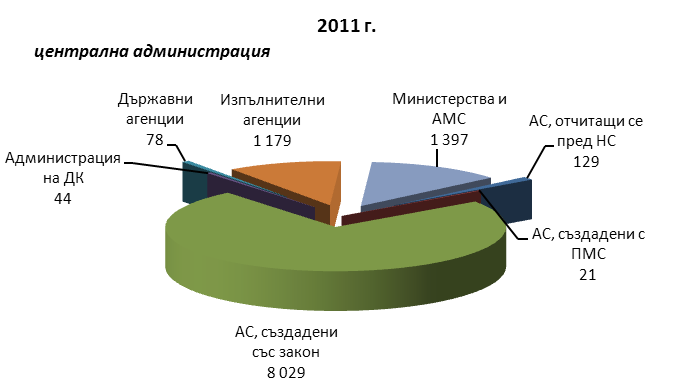 2011 г.
централна администрация
Държавни
агенции
78
Изпълнителни
агенции
1 179
Министерства и
АМС
1 397
АС, отчитащи се
пред НС
129
Администрация
на ДК
44
АС, създадени с
ПМС
21
АС, създадени
със закон
8 029